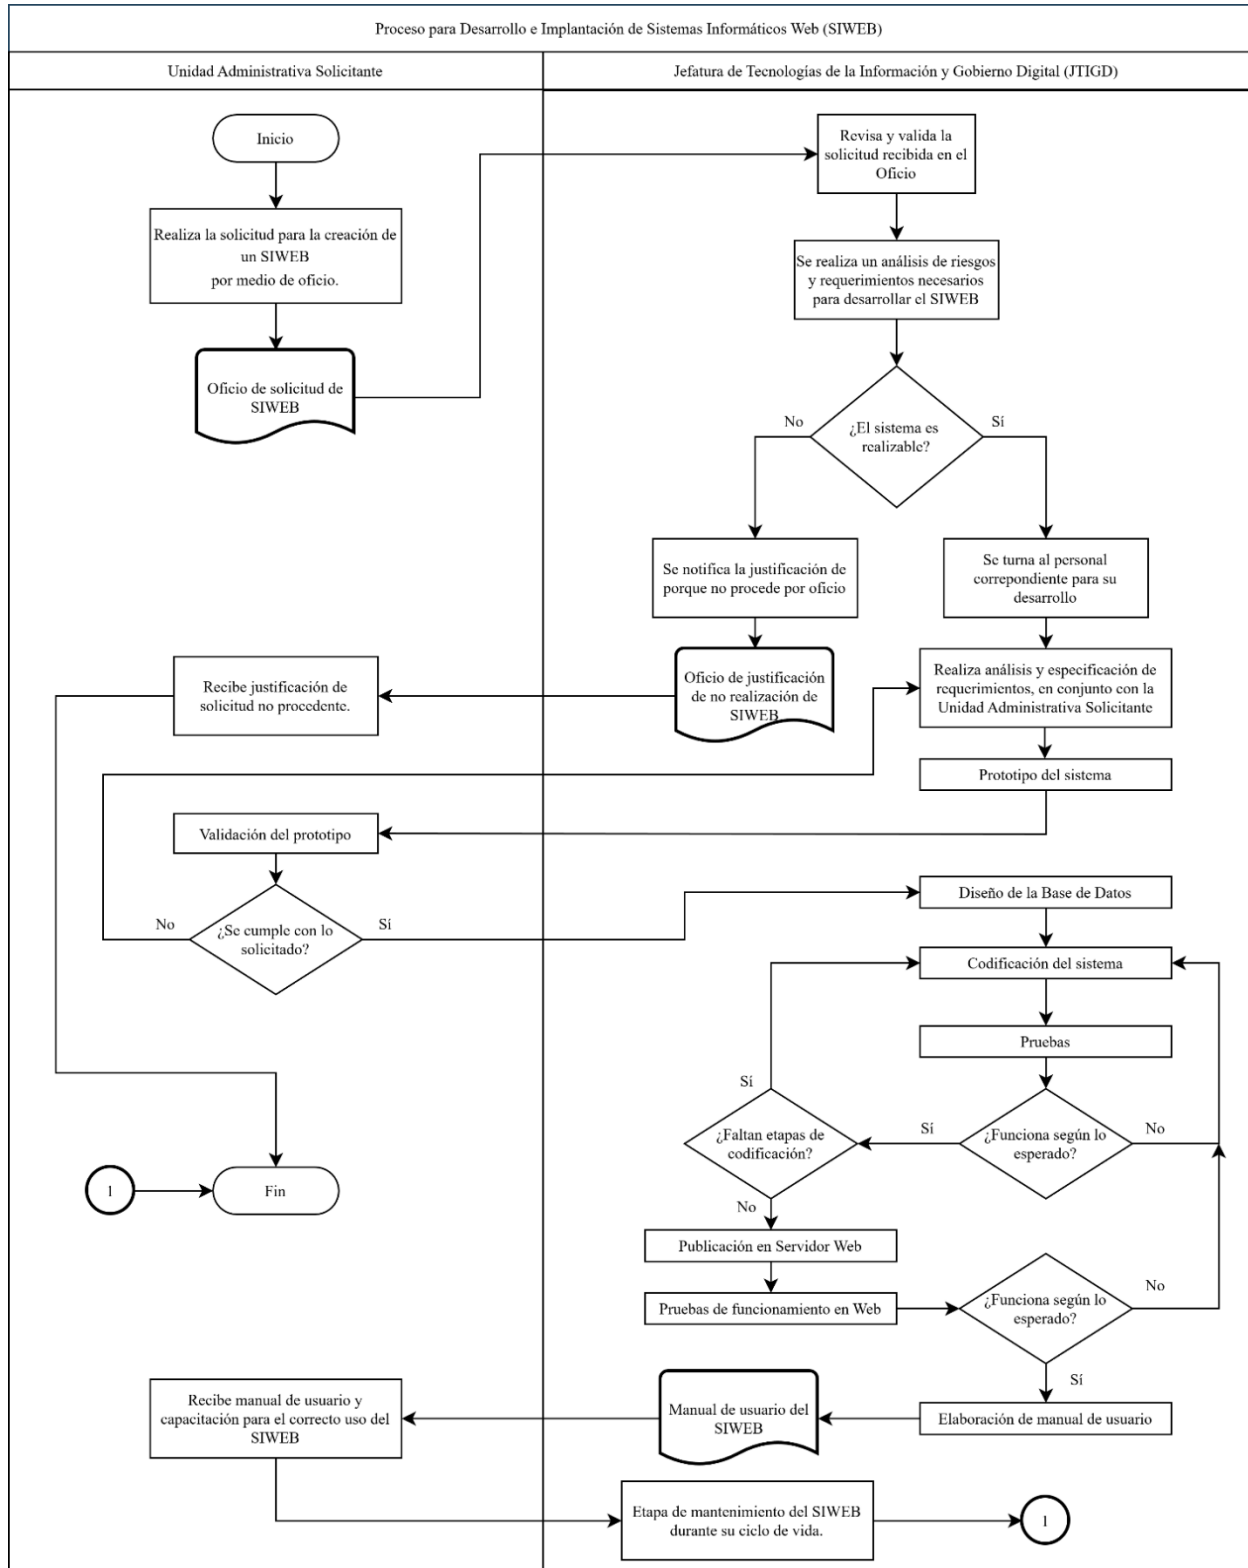 Proceso para Desarrollo e Implantación de Sistemas Informáticos Web (SIWEB)
Unidad Administrativa Solicitante
Jefatura de Tecnologías de la Información y Gobierno Digital (JTIGD)
Inicio
Realiza la solicitud para la creación de
un SIWEB
por medio de oficio.
Oficio de solicitud de
SIWEB
Revisa y valida la
solicitud recibida en el
Oficio
Se realiza un análisis de riesgos
y requerimientos necesarios
para desarrollar el SIWEB
¿El sistema es
realizable?
No
Sí
Se notifica la justificación de
porque no procede por oficio
Se turna al personal
correpondiente para su
desarrollo
Oficio de justificación
de no realización de
SIWEB
Recibe justificación de
solicitud no procedente.
Realiza análisis y especificación de
requerimientos, en conjunto con la
Unidad Administrativa Solicitante
Prototipo del sistema
Validación del prototipo
¿Se cumple con lo
solicitado?
No
Sí
Diseño de la Base de Datos
Codificación del sistema
Pruebas
¿Funciona según lo
esperado?
Sí
No
¿Faltan etapas de
codificación?
Sí
No
1
Fin
Publicación en Servidor Web
Pruebas de funcionamiento en Web
¿Funciona según lo
esperado?
No
Sí
Elaboración de manual de usuario
Manual de usuario del
SIWEB
Recibe manual de usuario y
capacitación para el correcto uso del
SIWEB
Etapa de mantenimiento del SIWEB
durante su ciclo de vida.
1